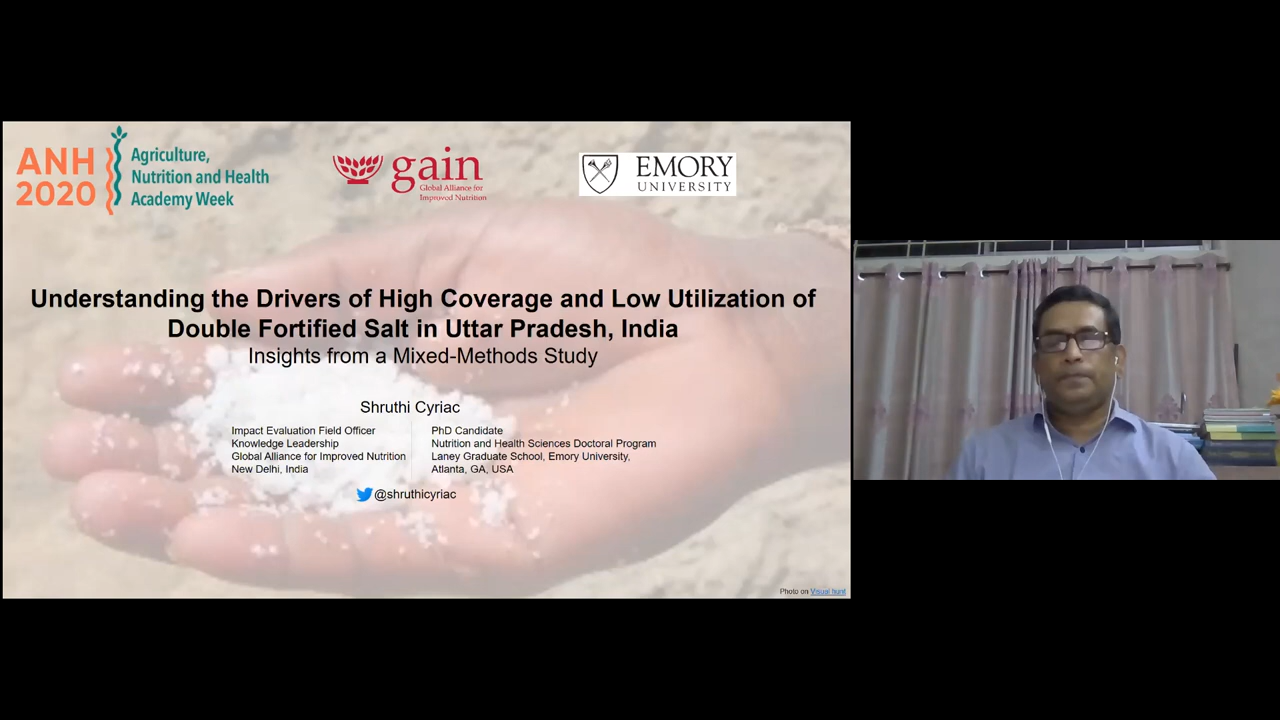 ANH
2020
Agriculture,
Nutrition and Health
Academy Week
gain
Global Alliance for
Improved Nutrition
EMORY
UNIVERSITY
Understanding the Drivers of High Coverage and Low Utilization of
Double Fortified Salt in Uttar Pradesh, India
Insights from a Mixed-Methods Study
Shruthi Cyriac
Impact Evaluation Field Officer
Knowledge Leadership
Global Alliance for Improved Nutrition
New Delhi, India
PhD Candidate
Nutrition and Health Sciences Doctoral Program
Laney Graduate School, Emory University,
Atlanta, GA, USA
@shruthicyriac
Photo on Visual hunt